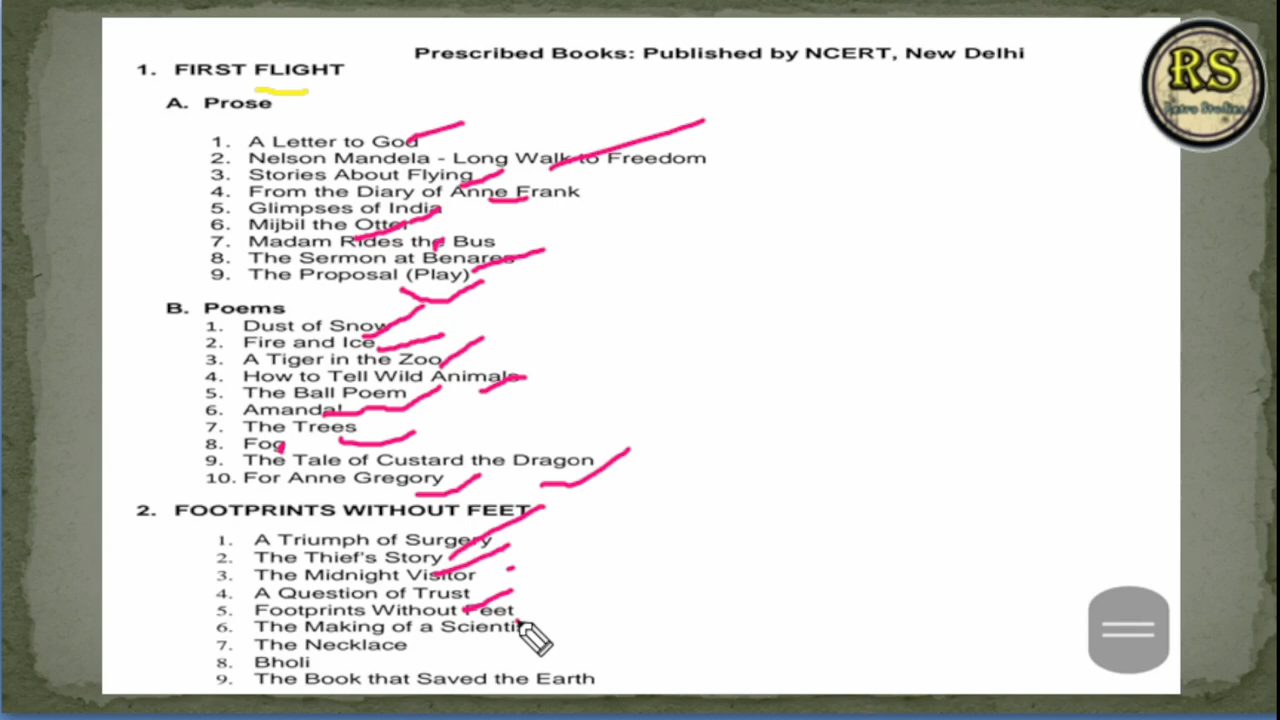 Prescribed Books: Published by NCERT, New Delhi
1. FIRST FLIGHT
A. Prose
1. A Letter to God
2. Nelson Mandela - Long Walk to Freedom
3. Stories About Flying
4. From the Diary of Anne Frank
5. Glimpses of India
6. Mijbil the Otter
7. Madam Rides the Bus
8. The Sermon at Benares
9. The Proposal (Play)
B. Poems
1. Dust of Snow
2. Fire and Ice
3. A Tiger in the Zoo
4. How to Tell Wild Animals
5. The Ball Poem
6. Amanda!
7. The Trees
8. Fog
9. The Tale of Custard the Dragon
10. For Anne Gregory
2. FOOTPRINTS WITHOUT FEET
1. A Triumph of Surgery
2. The Thief's Story
3. The Midnight Visitor
4. A Question of Trust
5. Footprints Without Feet
6. The Making of a Scientist
7. The Necklace
8. Bholi
9. The Book that Saved the Earth
RS
Studies